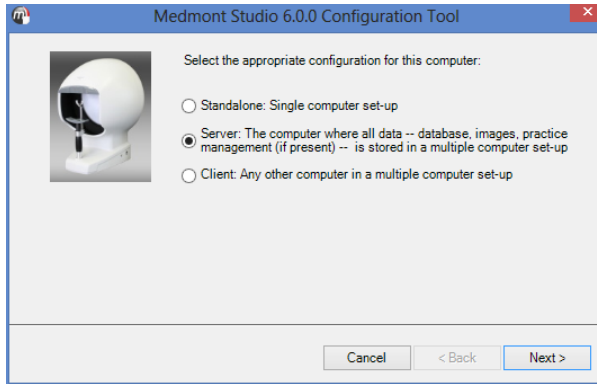 Medmont Studio 6.0.0 Configuration Tool
Select the appropriate configuration for this computer:
Standalone: Single computer set-up
Server: The computer where all data -- database, images, practice
management (if present) -- is stored in a multiple computer set-up
Client: Any other computer in a multiple computer set-up
Cancel
< Back
Next >